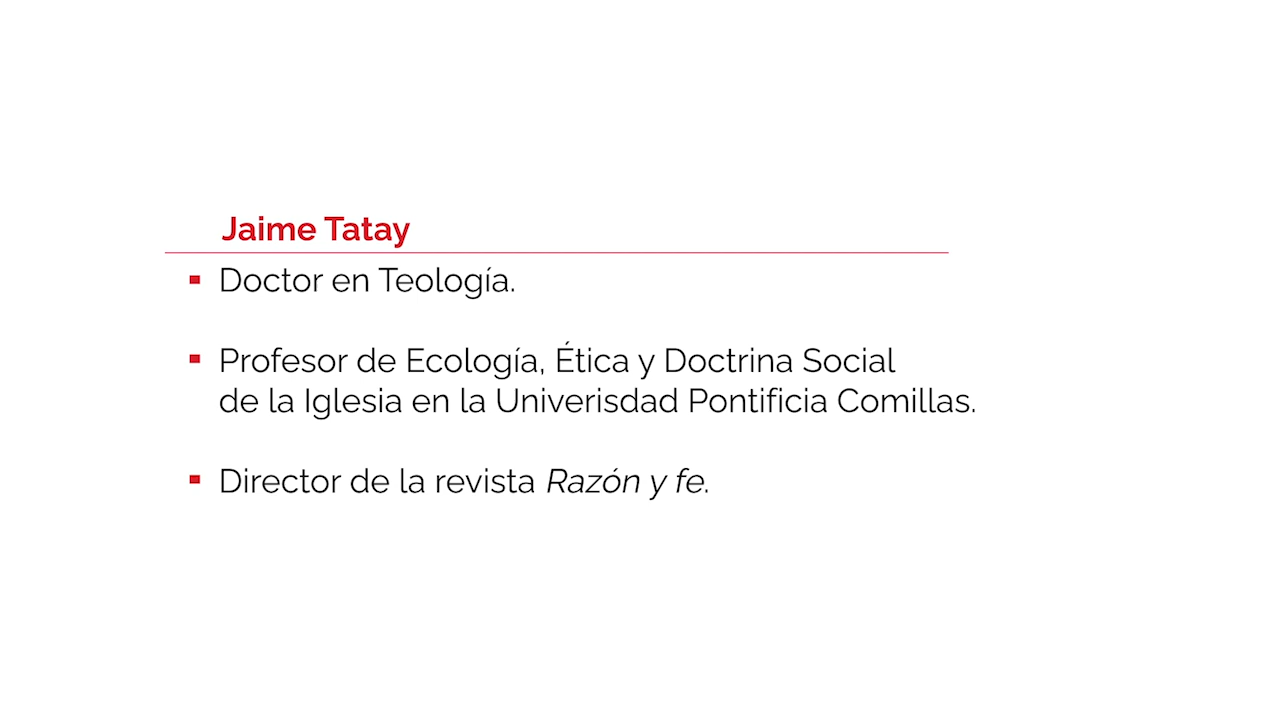 Jaime Tatay
Doctor en Teología.
Profesor de Ecología, Ética y Doctrina Social
de la Iglesia en la Univerisdad Pontificia Comillas.
Director de la revista Razón y fe.